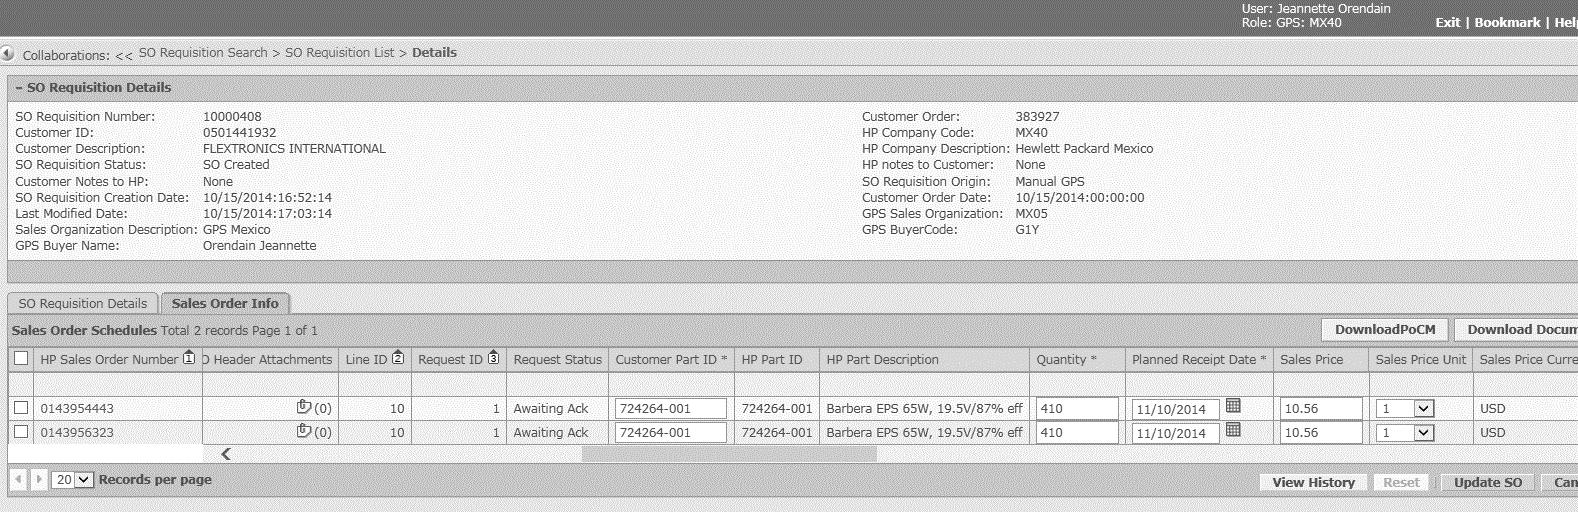 User: Jeannette Orendain
Role: GPS: MX40
Exit | Bookmark | Help
Collaborations: << SO Requisition Search > SO Requisition List > Details
– SO Requisition Details
SO Requisition Number: 10000408 Customer Order: 383927
Customer ID: 0501441932 HP Company Code: MX40
Customer Description: FLEXTRONICS INTERNATIONAL HP Company Description: Hewlett Packard Mexico
SO Requisition Status: SO Created HP notes to Customer: None
Customer Notes to HP: None SO Requisition Origin: Manual GPS
SO Requisition Creation Date: 10/15/2014:16:52:14 Customer Order Date: 10/15/2014:00:00:00
Last Modified Date: 10/15/2014:17:03:14 GPS Sales Organization: MX05
Sales Organization Description: GPS Mexico GPS BuyerCode: G1Y
GPS Buyer Name: Orendain Jeannette
SO Requisition Details Sales Order Info
Sales Order Schedules Total 2 records Page 1 of 1 DownloadPoCM Download Docum
HP Sales Order Number 1 O Header Attachments Line ID 2 Request ID 3 Request Status Customer Part ID * HP Part ID HP Part Description Quantity * Planned Receipt Date * Sales Price Sales Price Unit Sales Price Curre
0143954443 (0) 10 1 Awaiting Ack 724264-001 724264-001 Barbera EPS 65W, 19.5V/87% eff 410 11/10/2014 10.56 1 USD
0143956323 (0) 10 1 Awaiting Ack 724264-001 724264-001 Barbera EPS 65W, 19.5V/87% eff 410 11/10/2014 10.56 1 USD
20 Records per page View History Reset Update SO Can